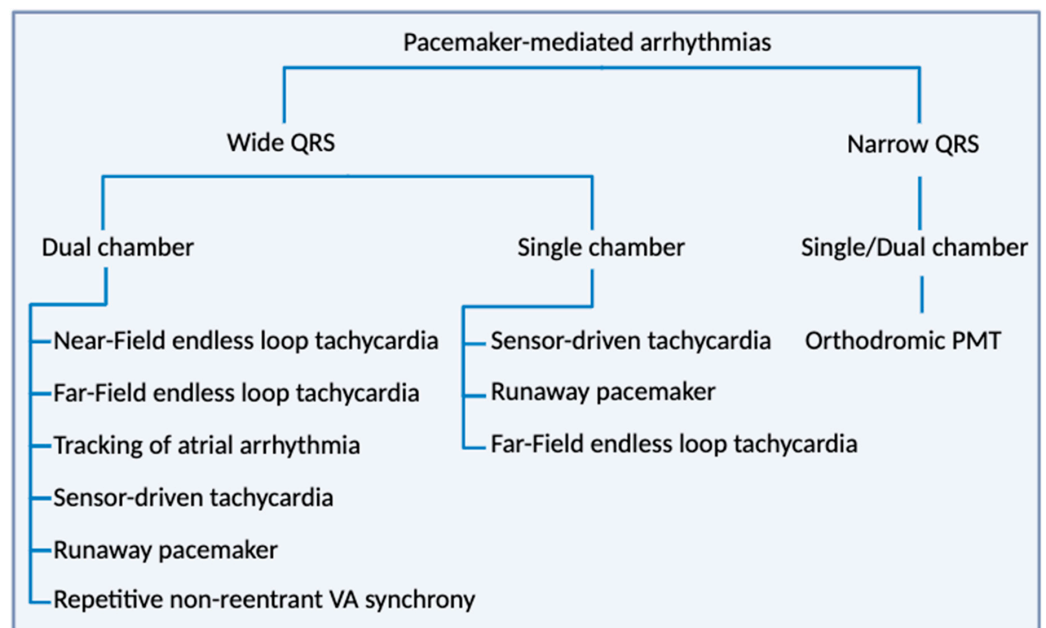 Pacemaker-mediated arrhythmias
Wide QRS
Narrow QRS
Dual chamber
Single chamber
Single/Dual chamber
Near-Field endless loop tachycardia
Far-Field endless loop tachycardia
Tracking of atrial arrhythmia
Sensor-driven tachycardia
Runaway pacemaker
Repetitive non-reentrant VA synchrony
Sensor-driven tachycardia
Runaway pacemaker
Far-Field endless loop tachycardia
Orthodromic PMT